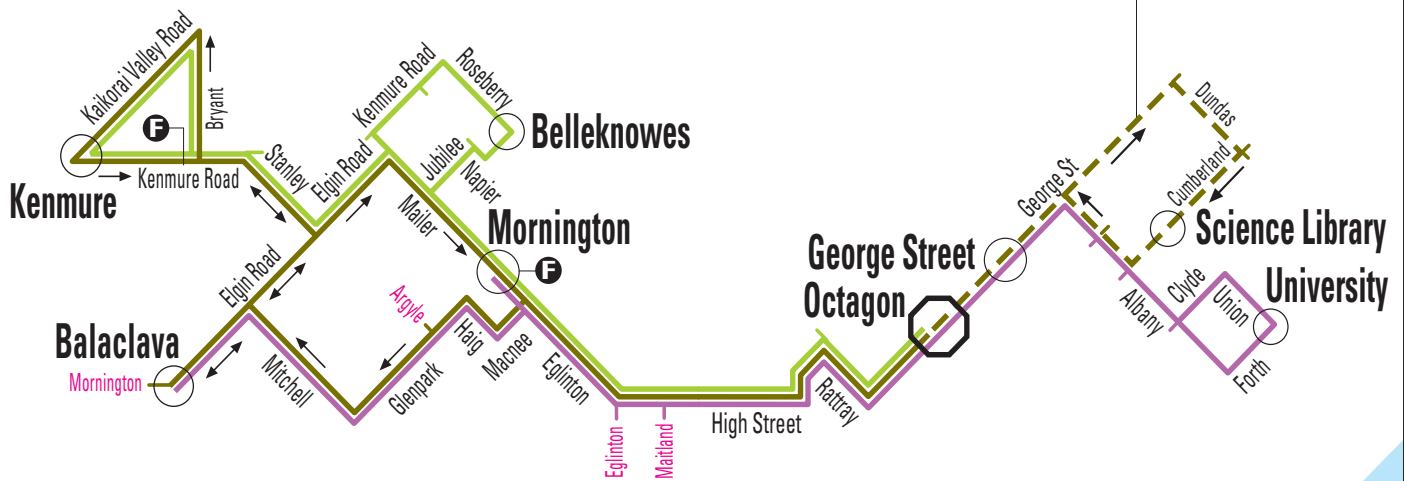 Kaikorai Valley Road
Bryant
F
Kenmure Road
Kenmure
Stanley
Elgin Road
Kenmure Road
Roseberry
Belleknowes
Jubilee
Napier
Mailer
Mornington
F
Elgin Road
Balaclava
Mornington
Mitchell
Argyle
Glenpark
Haig
Macnee
Eglinton
Eglinton
Maitland
High Street
Rattray
George Street
Octagon
George St.
Dundas
Cumberland
Science Library
University
Albany
Clyde
Union
Forth